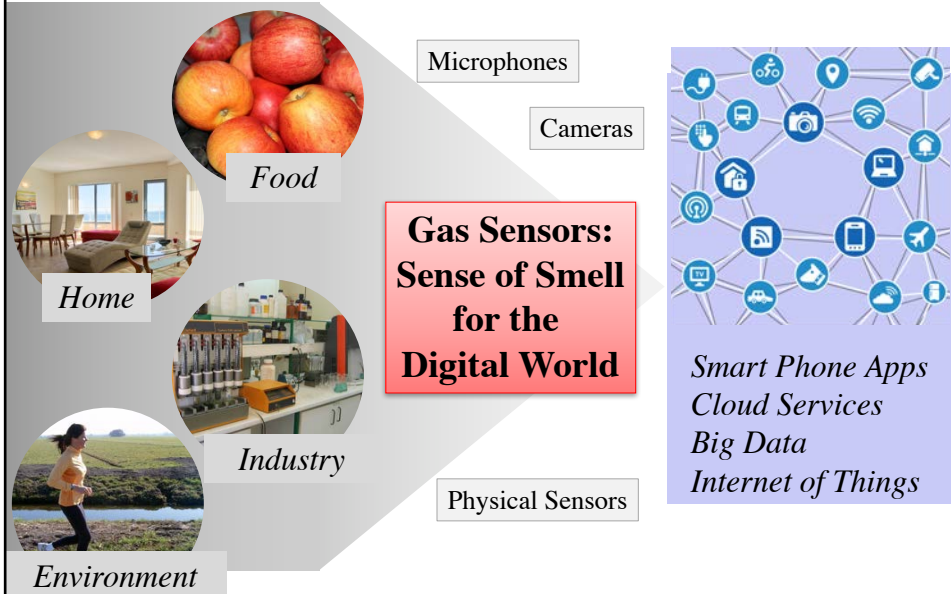 Microphones
Cameras
Food
Home
Gas Sensors:
Sense of Smell
for the
Digital World
Industry
Physical Sensors
Environment
TV
Smart Phone Apps
Cloud Services
Big Data
Internet of Things